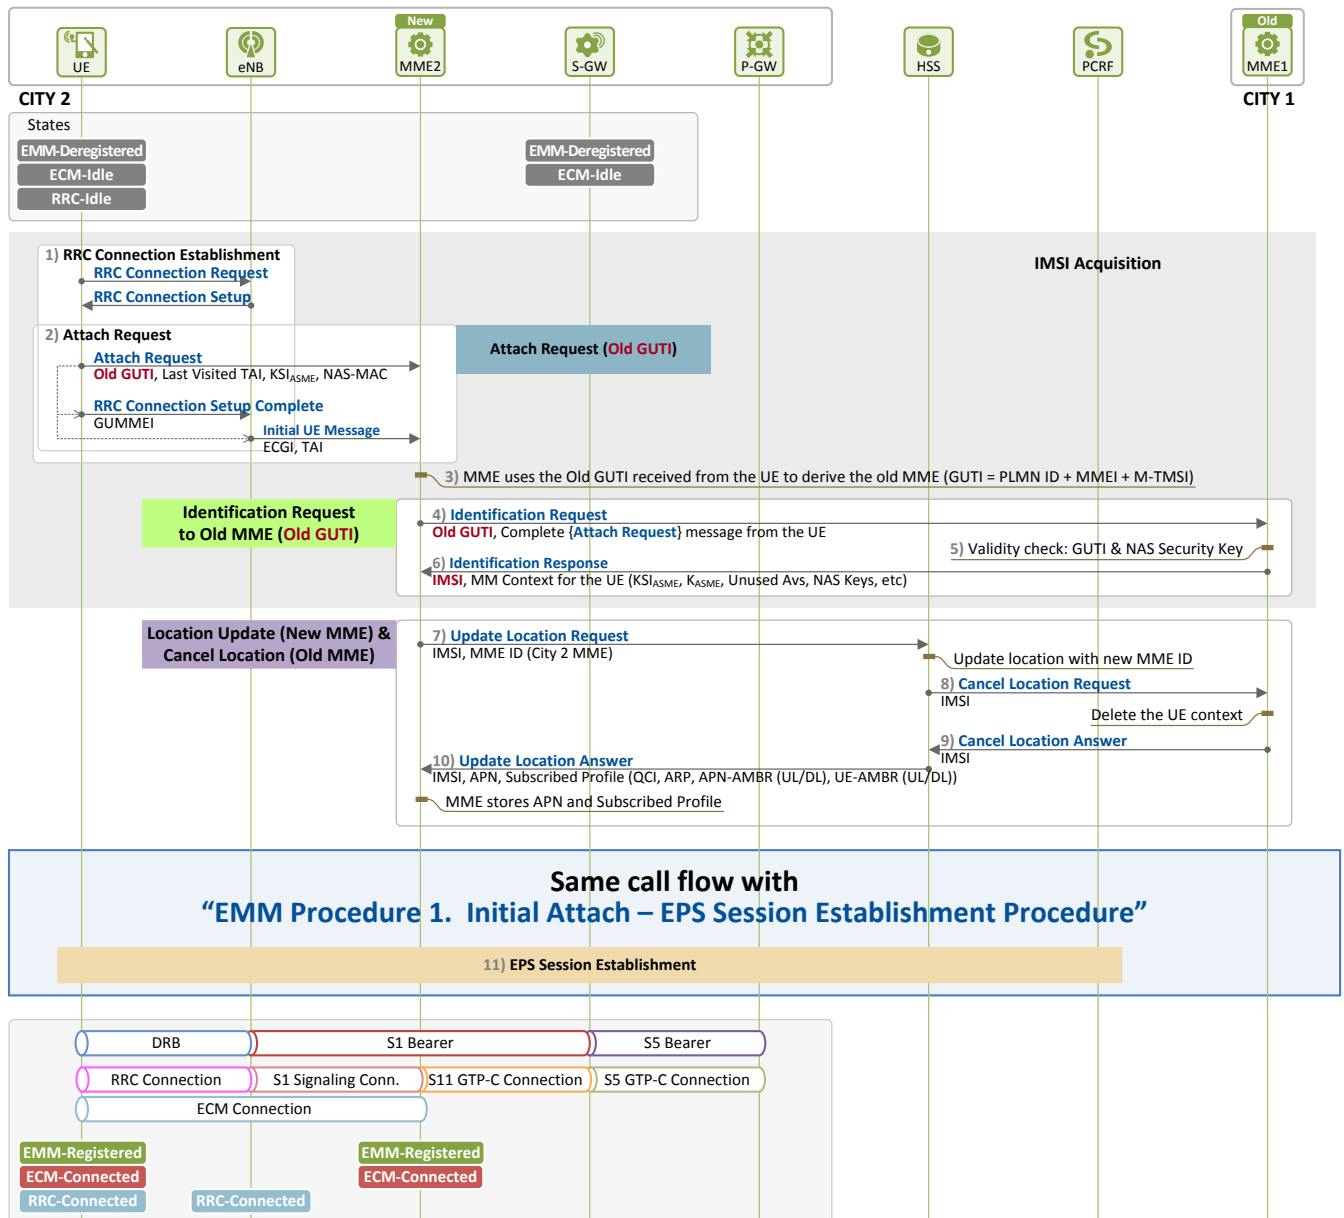 New
Old
UE
eNB
MME2
S-GW
P-GW
HSS
PCRF
MME1
CITY 2
CITY 1
States
EMM-Deregistered
EMM-Deregistered
ECM-Idle
ECM-Idle
RRC-Idle
1) RRC Connection Establishment
IMSI Acquisition
RRC Connection Request
RRC Connection Setup
2) Attach Request
Attach Request (Old GUTI)
Attach Request
Old GUTI, Last Visited TAI, KSIASME, NAS-MAC
RRC Connection Setup Complete
GUMMEI
Initial UE Message
ECGI, TAI
3) MME uses the Old GUTI received from the UE to derive the old MME (GUTI = PLMN ID + MMEI + M-TMSI)
Identification Request
to Old MME (Old GUTI)
4) Identification Request
Old GUTI, Complete {Attach Request} message from the UE
5) Validity check: GUTI & NAS Security Key
6) Identification Response
IMSI, MM Context for the UE (KSIASME, KASME, Unused Avs, NAS Keys, etc)
Location Update (New MME) &
Cancel Location (Old MME)
7) Update Location Request
IMSI, MME ID (City 2 MME)
Update location with new MME ID
8) Cancel Location Request
IMSI
Delete the UE context
9) Cancel Location Answer
IMSI
10) Update Location Answer
IMSI, APN, Subscribed Profile (QCI, ARP, APN-AMBR (UL/DL), UE-AMBR (UL/DL))
MME stores APN and Subscribed Profile
Same call flow with
“EMM Procedure 1. Initial Attach – EPS Session Establishment Procedure”
11) EPS Session Establishment
DRB
S1 Bearer
S5 Bearer
RRC Connection
S1 Signaling Conn.
S11 GTP-C Connection
S5 GTP-C Connection
ECM Connection
EMM-Registered
EMM-Registered
ECM-Connected
ECM-Connected
RRC-Connected
RRC-Connected